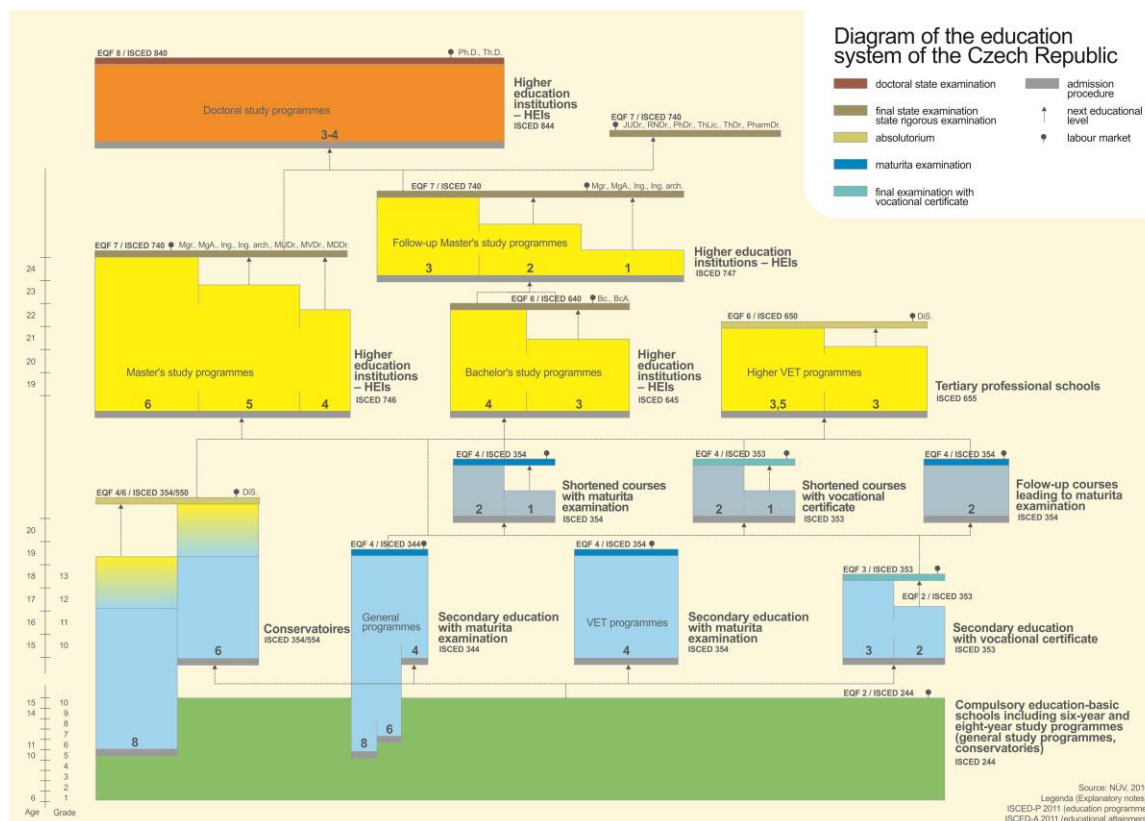 Diagram of the education
system of the Czech Republic
doctoral state examination
final state examination
state rigorous examination
absolutorium
maturita examination
final examination with
vocational certificate
admission
procedure
next educational
level
labour market
EQF 8 / ISCED 840
Ph.D., Th.D.
Doctoral study programmes
3-4
Higher
education
institutions
– HEIs
ISCED 844
EQF 7 / ISCED 740
JUDr., RNDr., PhDr., ThLic., ThDr., PharmDr.
EQF 7 / ISCED 740
Mgr., MgA., Ing., Ing. arch.
Follow-up Master's study programmes
3
2
1
Higher education
institutions – HEIs
ISCED 747
EQF 7 / ISCED 740
Mgr., MgA., Ing., Ing. arch., MUDr., MVDr., MDDr.
Master's study programmes
6
5
4
Higher
education
institutions
– HEIs
ISCED 746
EQF 6 / ISCED 640
Bc., BcA.
Bachelor's study programmes
4
3
Higher
education
institutions
– HEIs
ISCED 645
EQF 6 / ISCED 650
DiS.
Higher VET programmes
3,5
3
Tertiary professional schools
ISCED 655
EQF 4 / ISCED 354
2
1
Shortened courses
with maturita
examination
ISCED 354
EQF 4 / ISCED 353
2
1
Shortened courses
with vocational
certificate
ISCED 353
EQF 4 / ISCED 354
2
Folow-up courses
leading to maturita
examination
ISCED 354
EQF 4/6 / ISCED 354/550
DiS.
8
6
Conservatoires
ISCED 354/554
EQF 4 / ISCED 344
General
programmes
4
6
8
Secondary education
with maturita
examination
ISCED 344
EQF 4 / ISCED 354
VET programmes
4
Secondary education
with maturita
examination
ISCED 354
EQF 3 / ISCED 353
EQF 2 / ISCED 353
3
2
Secondary education
with vocational certificate
ISCED 353
EQF 2 / ISCED 244
Compulsory education-basic
schools including six-year and
eight-year study programmes
(general study programmes,
conservatories)
ISCED 244
24
23
22
21
20
19
20
19
18 13
17 12
16 11
15 10
15 10
14 9
8
7
11 6
10 5
4
3
2
6 1
Age Grade
Source: NÚV, 201
Legenda (Explanatory notes
ISCED-P 2011 (education programme
ISCED-A 2011 (educational attainment